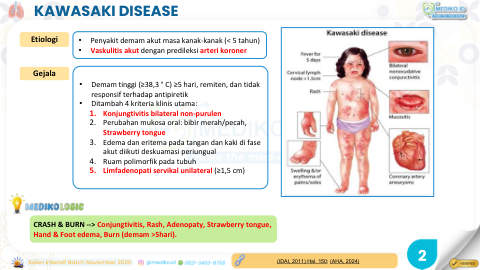 KAWASAKI DISEASE
MEDIKO.ID
Etiologi
• Penyakit demam akut masa kanak-kanak (< 5 tahun)
• Vaskulitis akut dengan predileksi arteri koroner
Gejala
• Demam tinggi (≥38,3 ° C) ≥5 hari, remiten, dan tidak
responsif terhadap antipiretik
• Ditambah 4 kriteria klinis utama:
1. Konjungtivitis bilateral non-purulen
2. Perubahan mukosa oral: bibir merah/pecah,
Strawberry tongue
3. Edema dan eritema pada tangan dan kaki di fase
akut diikuti deskuamasi periungual
4. Ruam polimorfik pada tubuh
5. Limfadenopati servikal unilateral (≥1,5 cm)
Kawasaki disease
Fever for
5 days
Cervical lymph
node >1.5cm
Rash
Swelling &/or
erythema of
palms/soles
Bilateral
nonexudative
conjunctivitis
Mucositis
Coronary artery
aneurysms
MEDIKOLOGIC
CRASH & BURN --> Conjungtivitis, Rash, Adenopaty, Strawberry tongue,
Hand & Foot edema, Burn (demam >5hari).
(IDAI, 2011) Hal. 150 (AHA, 2024)
2